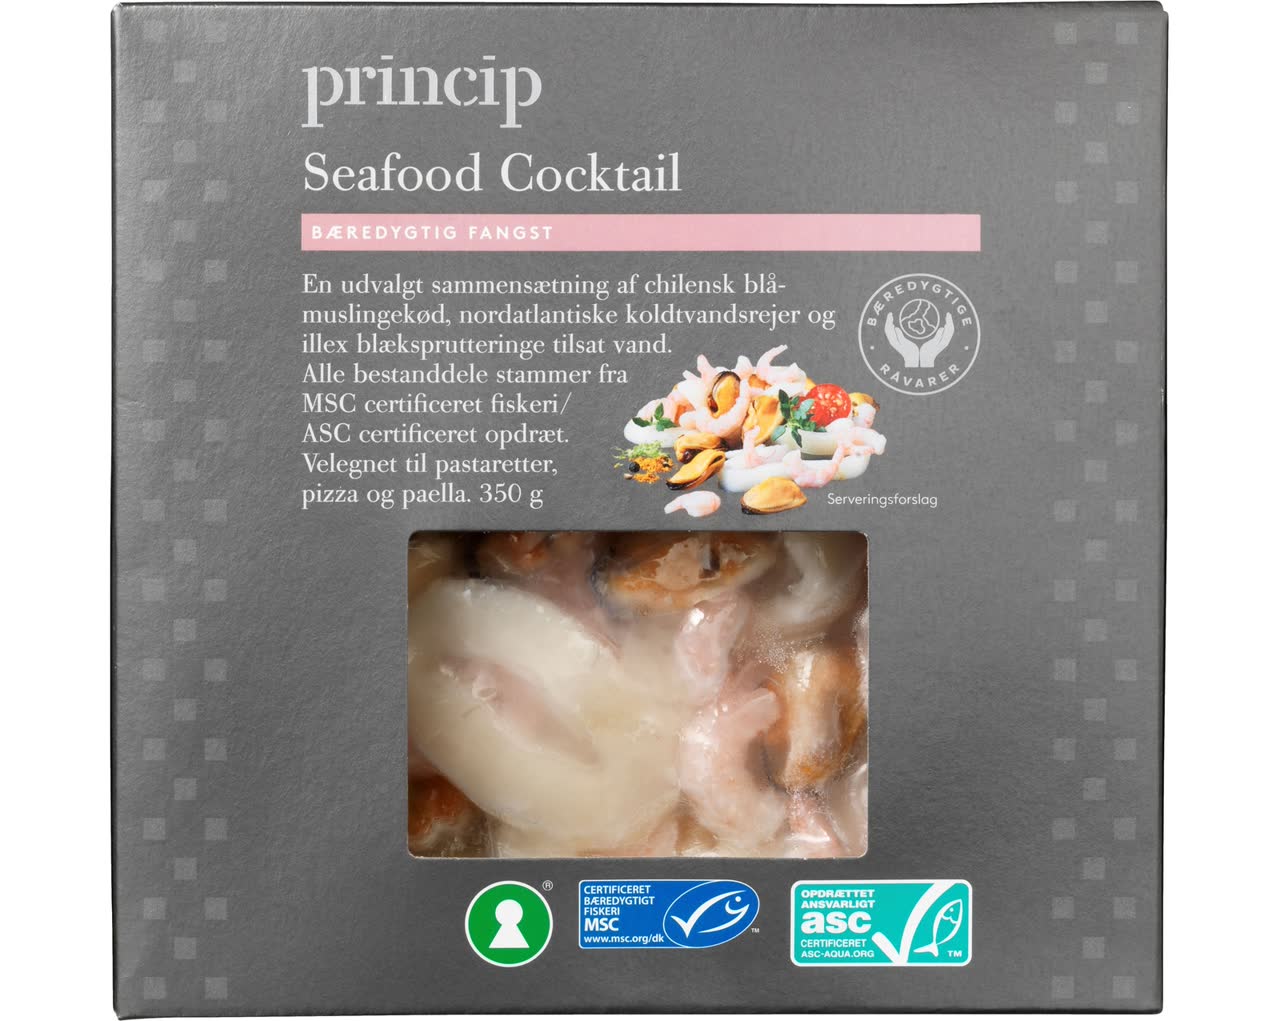 princip
Seafood Cocktail
BÆREDYGTIG FANGST
En udvalgt sammensætning af chilensk blå-
muslingekød, nordatlantiske koldtvandsrejer og
illex blæksprutteringe tilsat vand.
Alle bestanddele stammer fra
MSC certificeret fiskeri/
ASC certificeret opdræt.
Velegnet til pastaretter,
pizza og paella. 350 g
BÆREDYGTIGE
RÅVARER
Serveringsforslag
®
CERTIFICERET
BÆREDYGTIGT
FISKERI
MSC
www.msc.org/dk
TM
OPDRÆTTET
ANSVARLIGT
asc
CERTIFICERET
ASC-AQUA.ORG
TM